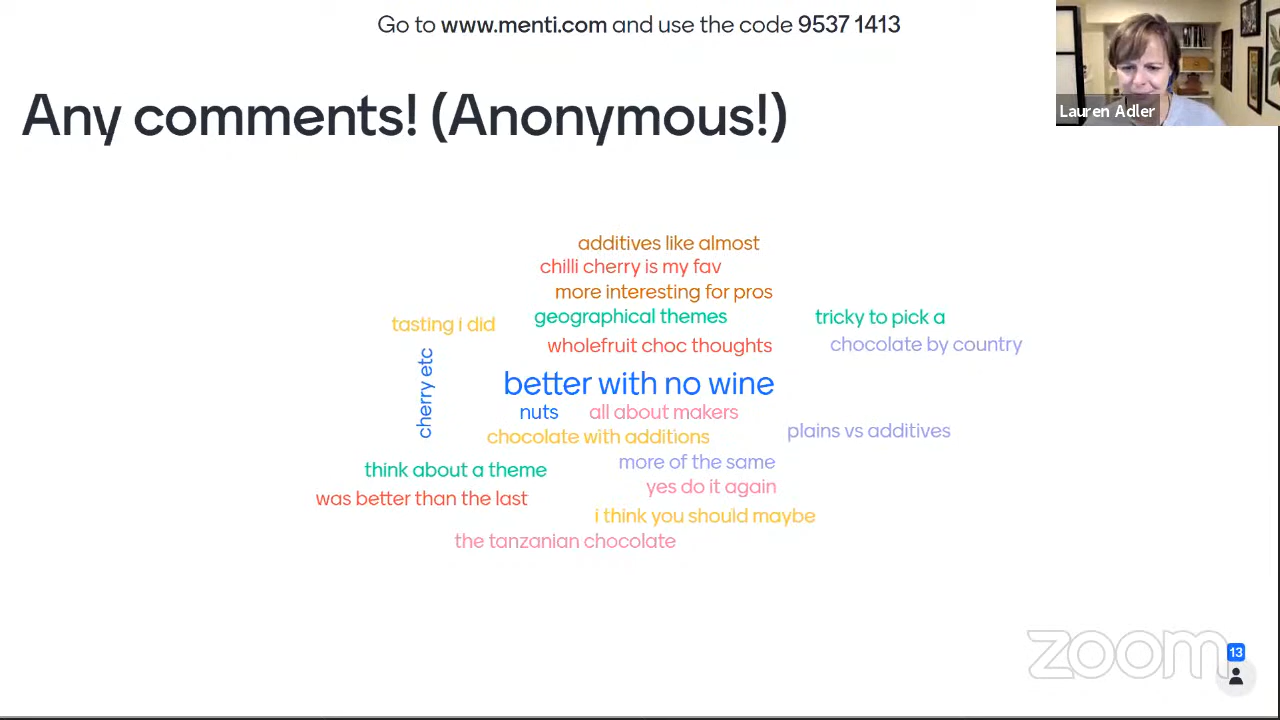 Go to www.menti.com and use the code 9537 1413
Lauren Adler
Any comments! (Anonymous!)
additives like almost
chilli cherry is my fav
more interesting for pros
tasting i did
geographical themes
tricky to pick a
wholefruit choc thoughts
chocolate by country
cherry etc
better with no wine
nuts
all about makers
chocolate with additions
plains vs additives
think about a theme
more of the same
yes do it again
was better than the last
i think you should maybe
the tanzanian chocolate
zoom
13